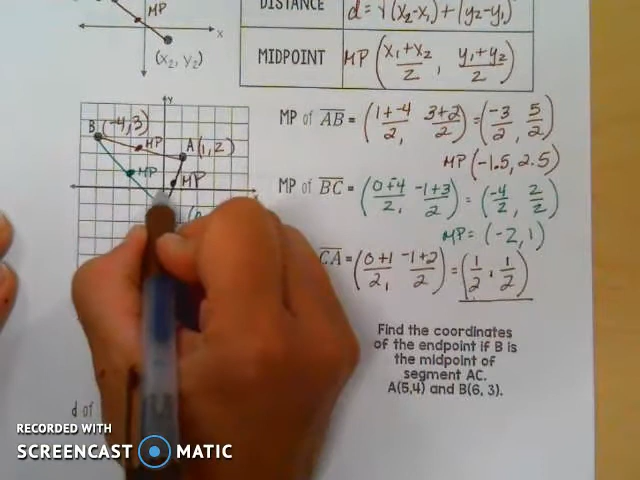 DISTANCE d = √(x₂-x₁) + (y₂-y₁)
MP
x
(x₂, y₂)
MIDPOINT MP (x₁+x₂/2, y₁+y₂/2)
y
B (-4,3)
A (1,2)
MP
MP
MP
MP of AB = (1+-4/2, 3+2/2) = (-3/2, 5/2)
MP (-1.5, 2.5)
MP of BC = (0+-4/2, -1+3/2) = (-4/2, 2/2)
MP = (-2, 1)
CA = (0+1/2, -1+2/2) = (1/2, 1/2)
Find the coordinates
of the endpoint if B is
the midpoint of
segment AC.
A(5,4) and B(6, 3).
d of
RECORDED WITH
SCREENCAST MATIC